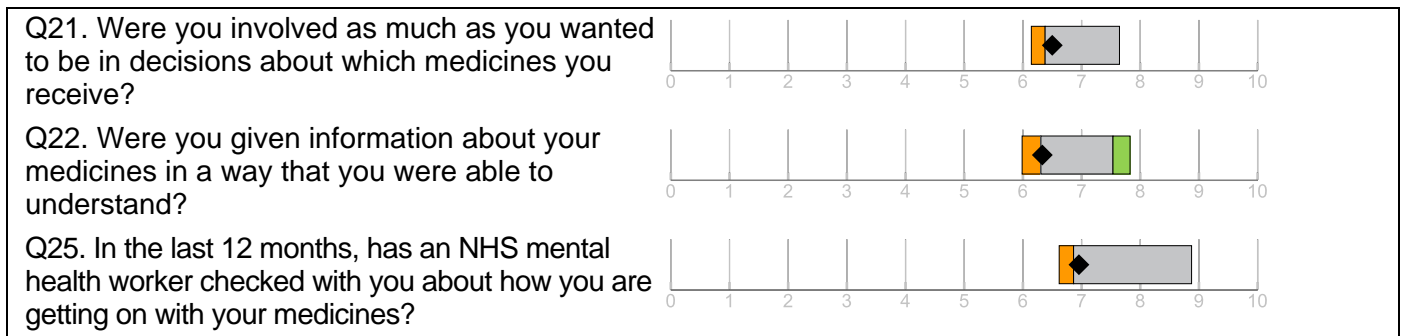 Q21. Were you involved as much as you wanted
to be in decisions about which medicines you
receive?
0 1 2 3 4 5 6 7 8 9 10
Q22. Were you given information about your
medicines in a way that you were able to
understand?
0 1 2 3 4 5 6 7 8 9 10
Q25. In the last 12 months, has an NHS mental
health worker checked with you about how you are
getting on with your medicines?
0 1 2 3 4 5 6 7 8 9 10